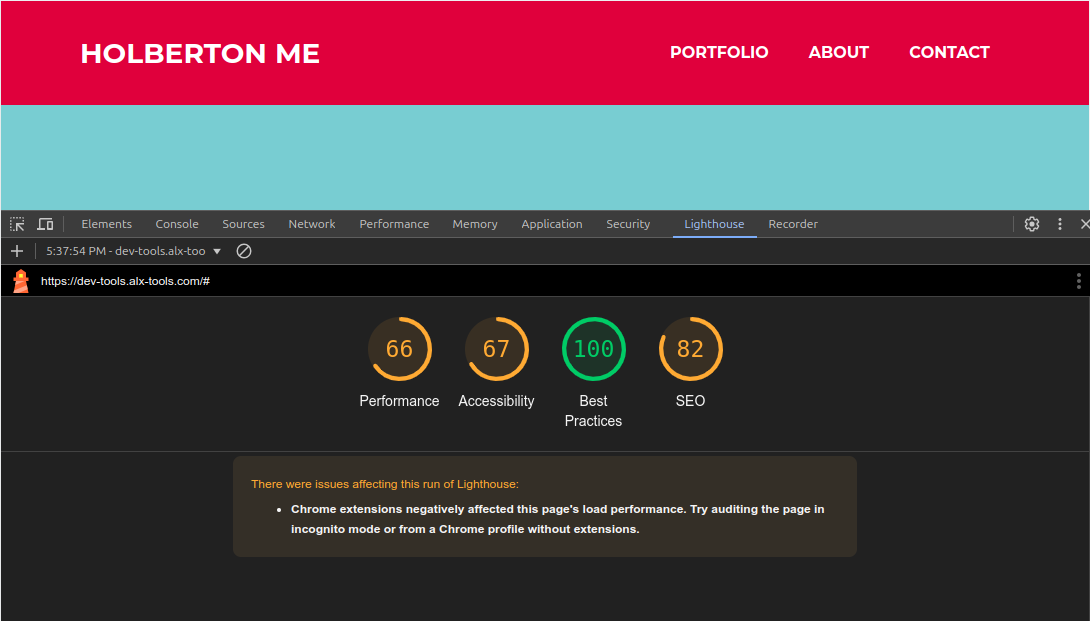 HOLBERTON ME
PORTFOLIO ABOUT CONTACT
Elements Console Sources Network Performance Memory Application Security Lighthouse Recorder
5:37:54 PM - dev-tools.alx-too
https://dev-tools.alx-tools.com/#
66 67 100 82
Performance Accessibility Best Practices SEO
There were issues affecting this run of Lighthouse:
• Chrome extensions negatively affected this page's load performance. Try auditing the page in
incognito mode or from a Chrome profile without extensions.